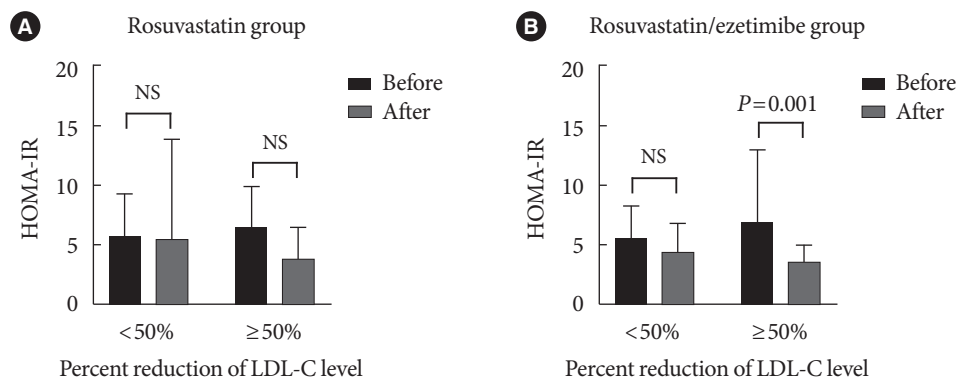 A Rosuvastatin group
20
15
10
5
0
HOMA-IR
NS
NS
Before
After
<50%
≥50%
Percent reduction of LDL-C level
B Rosuvastatin/ezetimibe group
20
15
10
5
0
HOMA-IR
NS
P=0.001
Before
After
<50%
≥50%
Percent reduction of LDL-C level